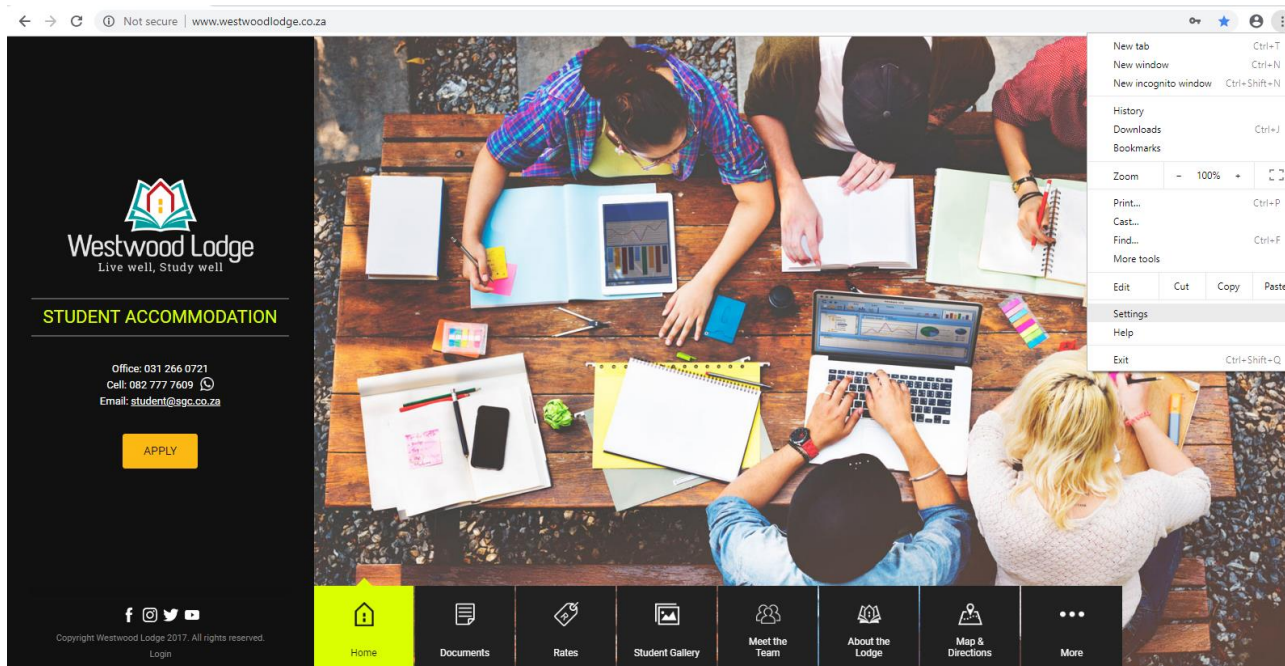 Not secure | www.westwoodlodge.co.za
New tab Ctrl+T
New window Ctrl+N
New incognito window Ctrl+Shift+N
History
Downloads Ctrl+J
Bookmarks
Zoom - 100% +
Print... Ctrl+P
Cast...
Find... Ctrl+F
More tools
Edit Cut Copy Paste
Settings
Help
Exit Ctrl+Shift+Q
Westwood Lodge
Live well, Study well
STUDENT ACCOMMODATION
Office: 031 266 0721
Cell: 082 777 7609
Email: student@sgc.co.za
APPLY
Copyright Westwood Lodge 2017. All rights reserved.
Login
Home
Documents
Rates
Student Gallery
Meet the
Team
About the
Lodge
Map &
Directions
More